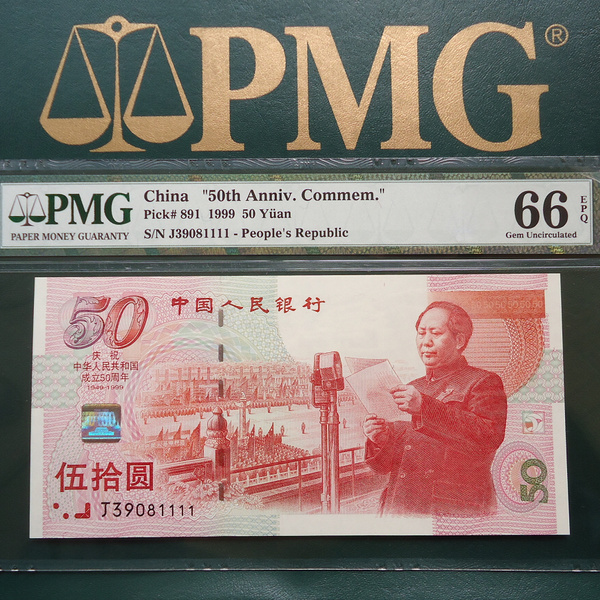 PMG®
PMG
PAPER MONEY GUARANTY
China "50th Anniv. Commem."
Pick# 891 1999 50 Yüan
S/N J39081111 - People's Republic
66
EPQ
Gem Uncirculated
50
中国人民银行
庆祝
中华人民共和国
成立50周年
1949-1999
伍拾圆
J39081111
50